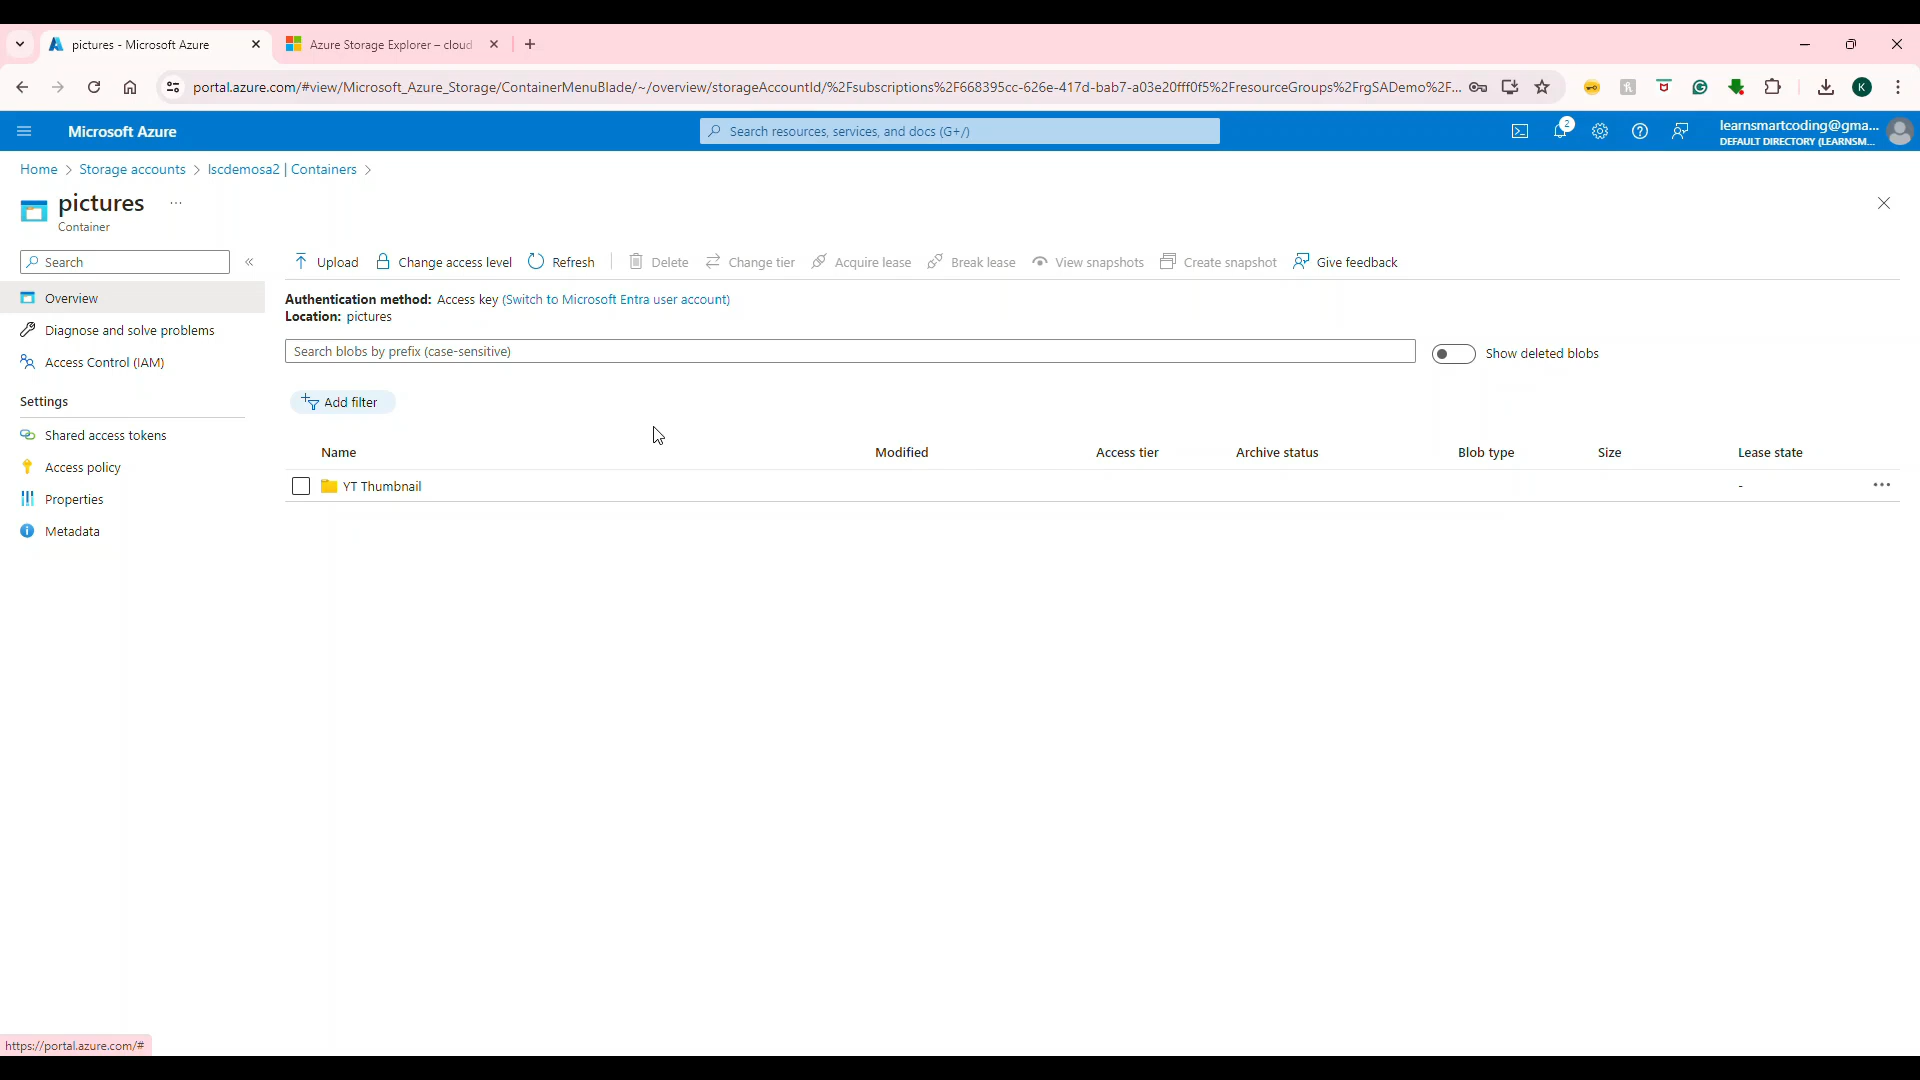 pictures - Microsoft Azure
Azure Storage Explorer – cloud
portal.azure.com/#view/Microsoft_Azure_Storage/ContainerMenuBlade/~/overview/storageAccountId/%2Fsubscriptions%2F668395cc-626e-417d-bab7-a03e20fff0f5%2FresourceGroups%2FrgSADemo%2F...
K
Microsoft Azure
Search resources, services, and docs (G+/)
2
learnsmartcoding@gma...
DEFAULT DIRECTORY (LEARNSM...
Home > Storage accounts > lscdemosa2 | Containers >
pictures ...
Container
Search
«
Upload
Change access level
Refresh
Delete
Change tier
Acquire lease
Break lease
View snapshots
Create snapshot
Give feedback
Overview
Diagnose and solve problems
Access Control (IAM)
Settings
Shared access tokens
Access policy
Properties
Metadata
Authentication method: Access key (Switch to Microsoft Entra user account)
Location: pictures
Search blobs by prefix (case-sensitive)
Show deleted blobs
Add filter
Name Modified Access tier Archive status Blob type Size Lease state
YT Thumbnail - ...
https://portal.azure.com/#